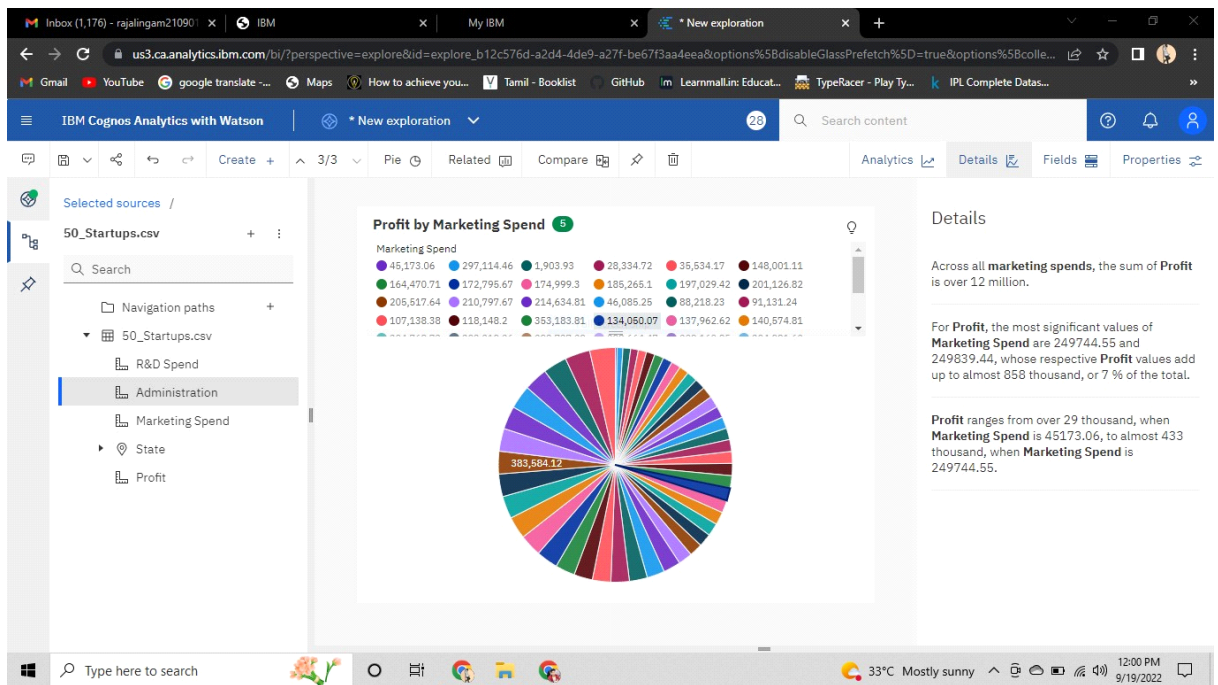 Inbox (1,176) - rajalingam210901 IBM My IBM * New exploration
us3.ca.analytics.ibm.com/bi/?perspective=explore&id=explore_b12c576d-a2d4-4de9-a27f-be67f3aa4eea&options%5BdisableGlassPrefetch%5D=true&options%5Bcolle...
Gmail YouTube google translate -... Maps How to achieve you... Tamil - Booklist GitHub Learnmall.in: Educat... TypeRacer - Play Ty... IPL Complete Datas... »
IBM Cognos Analytics with Watson * New exploration 28 Search content
Create + 3/3 Pie Related Compare Analytics Details Fields Properties
Selected sources /
50_Startups.csv
Search
Navigation paths
50_Startups.csv
R&D Spend
Administration
Marketing Spend
State
Profit
Profit by Marketing Spend 5
Marketing Spend
45,173.06 297,114.46 1,903.93 28,334.72 35,534.17 148,001.11
164,470.71 172,795.67 174,999.3 185,265.1 197,029.42 201,126.82
205,517.64 210,797.67 214,634.81 46,085.25 88,218.23 91,131.24
107,138.38 118,148.2 353,183.81 134,050.07 137,962.62 140,574.81
383,584.12
Details
Across all marketing spends, the sum of Profit
is over 12 million.
For Profit, the most significant values of
Marketing Spend are 249744.55 and
249839.44, whose respective Profit values add
up to almost 858 thousand, or 7 % of the total.
Profit ranges from over 29 thousand, when
Marketing Spend is 45173.06, to almost 433
thousand, when Marketing Spend is
249744.55.
Type here to search
33°C Mostly sunny
12:00 PM
9/19/2022